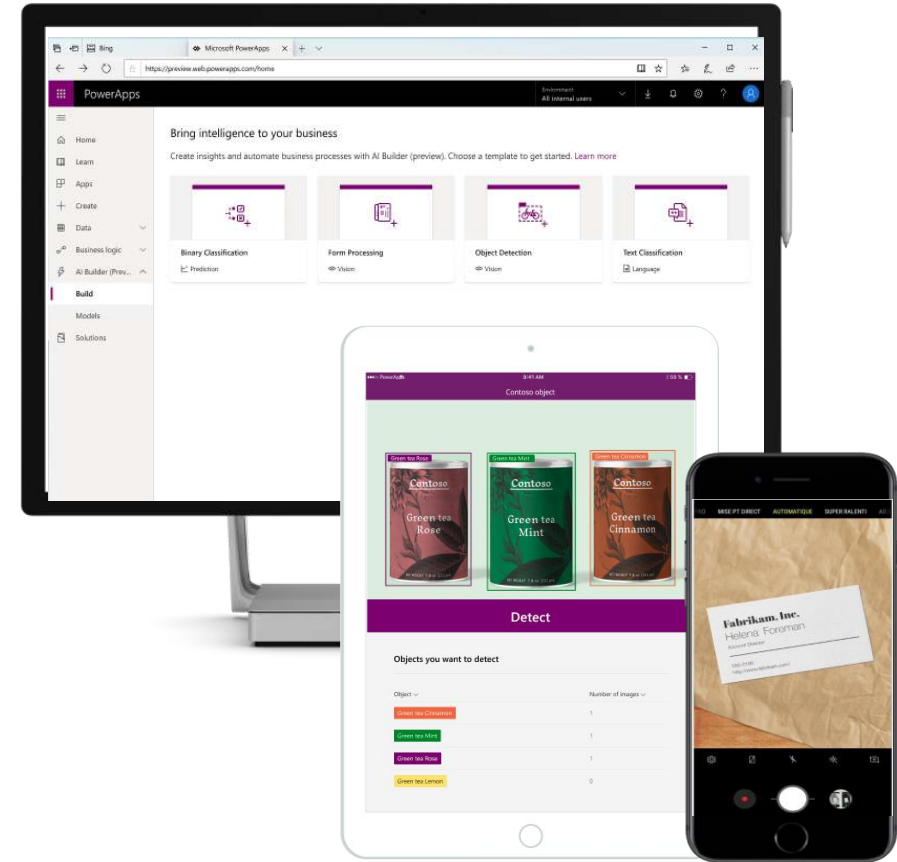 Bing
Microsoft PowerApps
https://preview.web.powerapps.com/home
PowerApps
Environment
All internal users
Home
Learn
Apps
Create
Data
Business logic
AI Builder (Prev...
Build
Models
Solutions
Bring intelligence to your business
Create insights and automate business processes with AI Builder (preview). Choose a template to get started. Learn more
Binary Classification
Prediction
Form Processing
Vision
Object Detection
Vision
Text Classification
Language
PowerApps
9:41 AM
Contoso object
Green tea Rose
Green tea Mint
Green tea Cinnamon
Contoso
Green tea
Rose
Contoso
Green tea
Mint
Contoso
Green tea
Cinnamon
Detect
Objects you want to detect
Object
Number of images
Green tea Cinnamon
1
Green tea Mint
1
Green tea Rose
1
Green tea Lemon
0
MISE PT DIRECT
AUTOMATIQUE
SUPER RALENTI
Fabrikam, Inc.
Helena Foreman
Account Director
http://www.fabrikam.com/